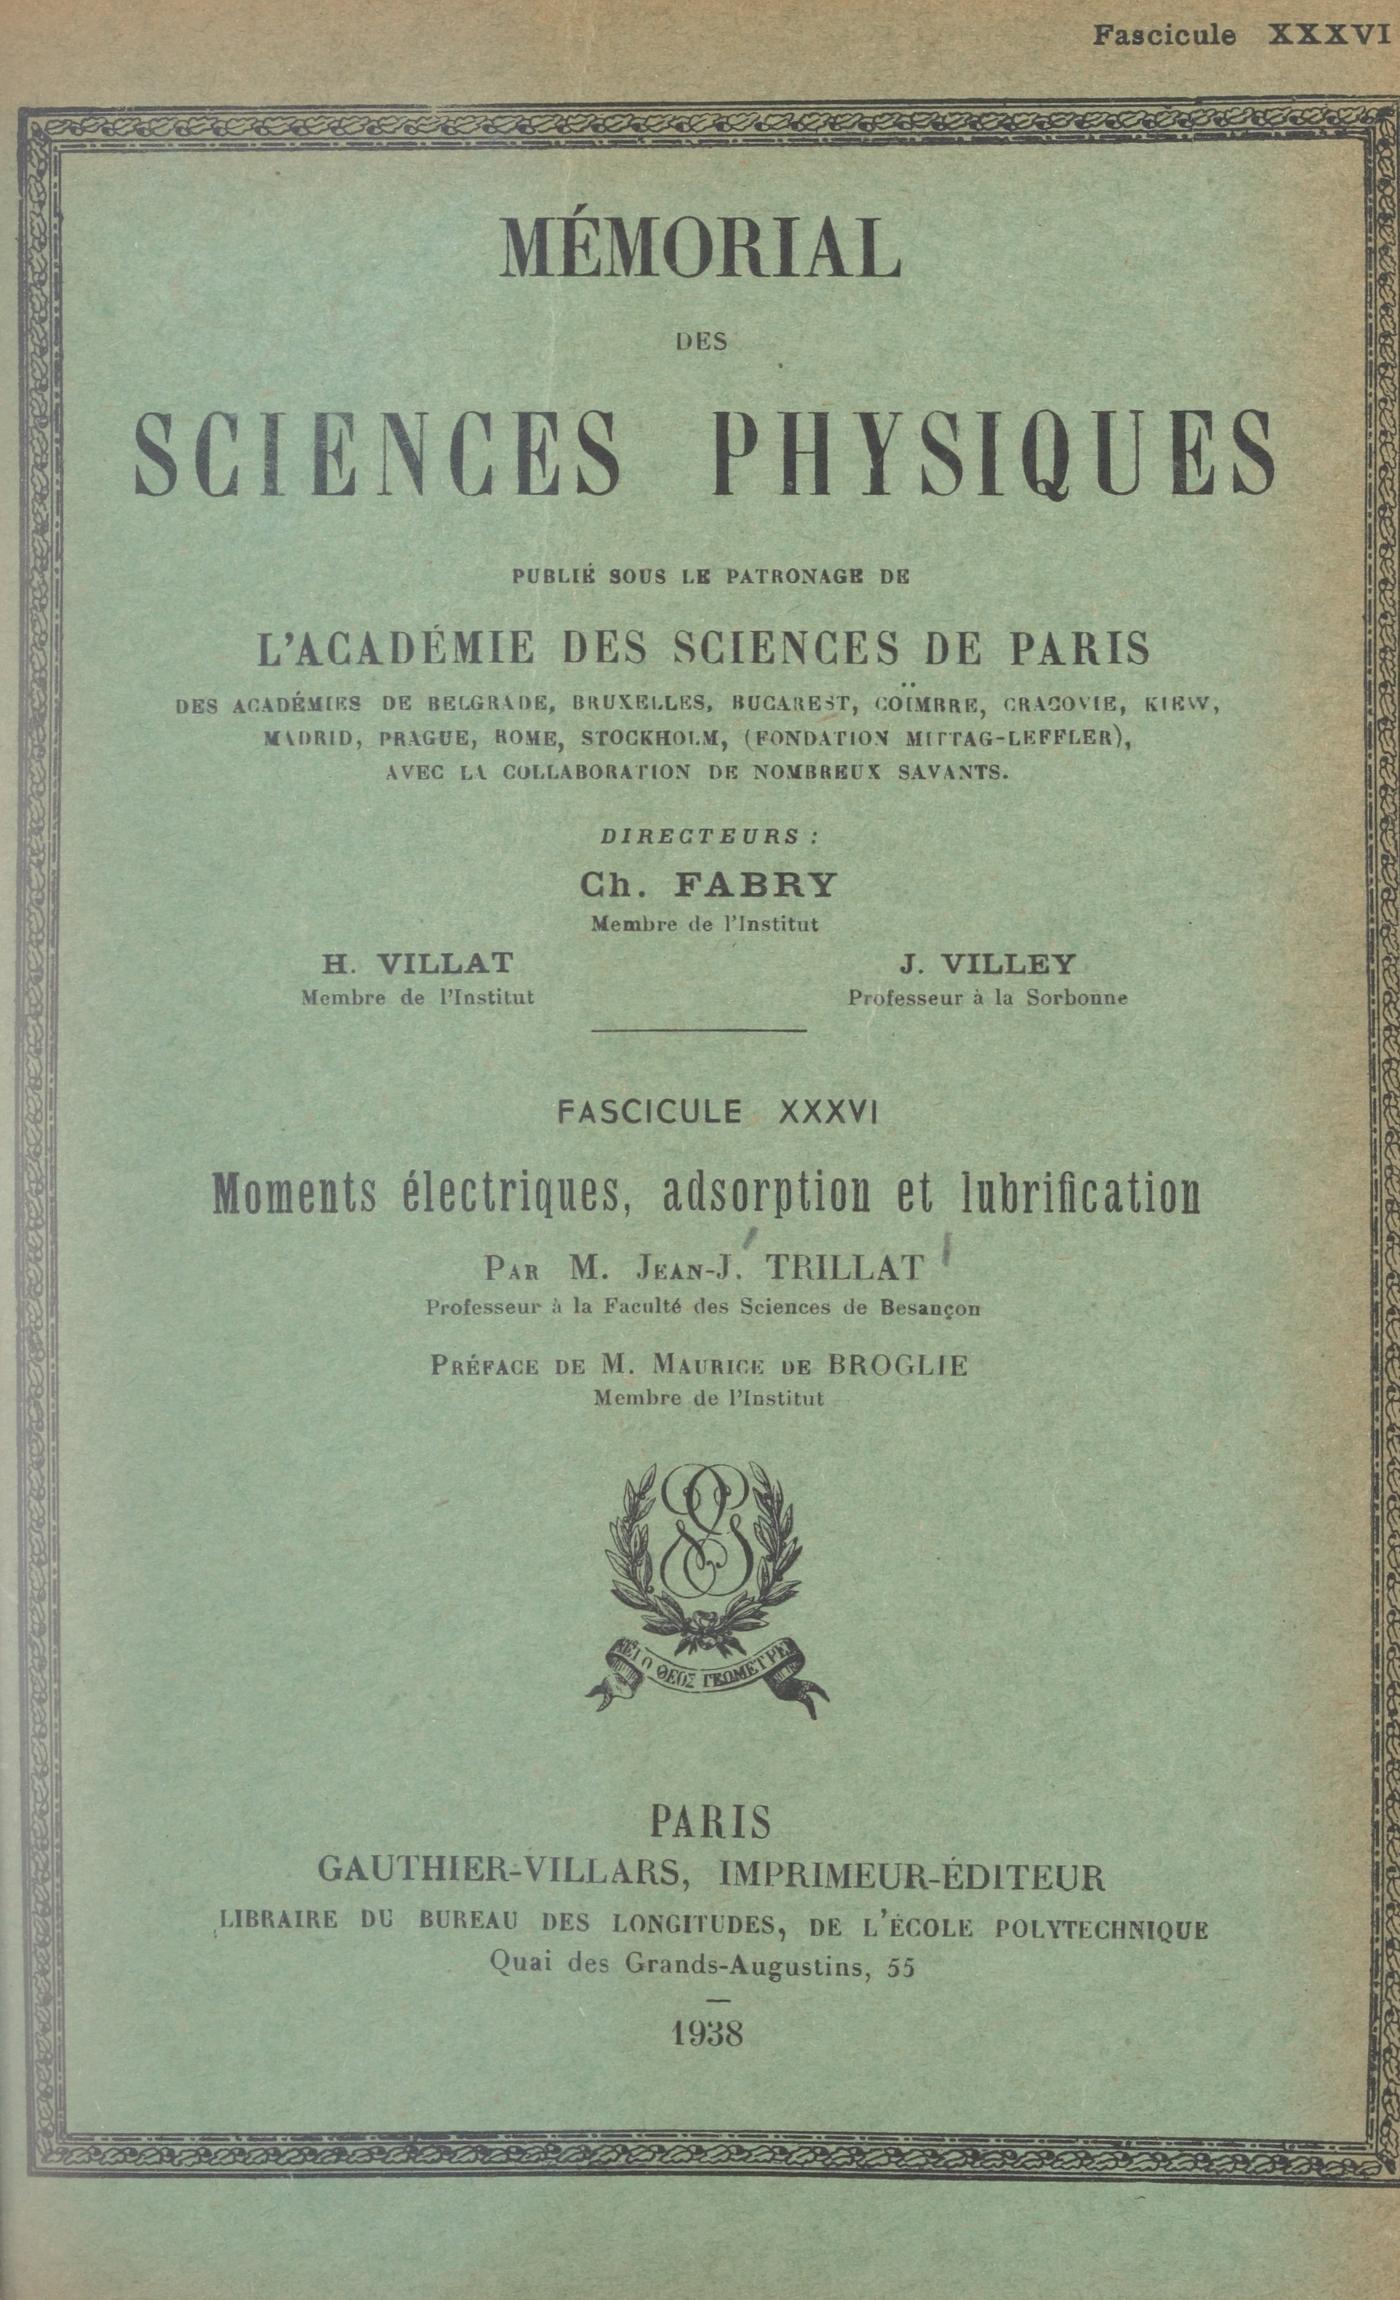 Fascicule XXXVI
MÉMORIAL
DES
SCIENCES PHYSIQUES
PUBLIÉ SOUS LE PATRONAGE DE
L'ACADÉMIE DES SCIENCES DE PARIS
DES ACADÉMIES DE BELGRADE, BRUXELLES, BUCAREST, COÏMBRE, CRACOVIE, KIEW,
MADRID, PRAGUE, ROME, STOCKHOLM, (FONDATION MITTAG-LEFFLER),
AVEC LA COLLABORATION DE NOMBREUX SAVANTS.
DIRECTEURS :
Ch. FABRY
Membre de l'Institut
H. VILLAT J. VILLEY
Membre de l'Institut Professeur à la Sorbonne
FASCICULE XXXVI
Moments électriques, adsorption et lubrification
PAR M. JEAN-J. TRILLAT
Professeur à la Faculté des Sciences de Besançon
PRÉFACE DE M. MAURICE DE BROGLIE
Membre de l'Institut
ΘΕΟΣ ΓΕΩΜΕΤΡΕΙ
PARIS
GAUTHIER-VILLARS, IMPRIMEUR-ÉDITEUR
LIBRAIRE DU BUREAU DES LONGITUDES, DE L'ÉCOLE POLYTECHNIQUE
Quai des Grands-Augustins, 55
1938